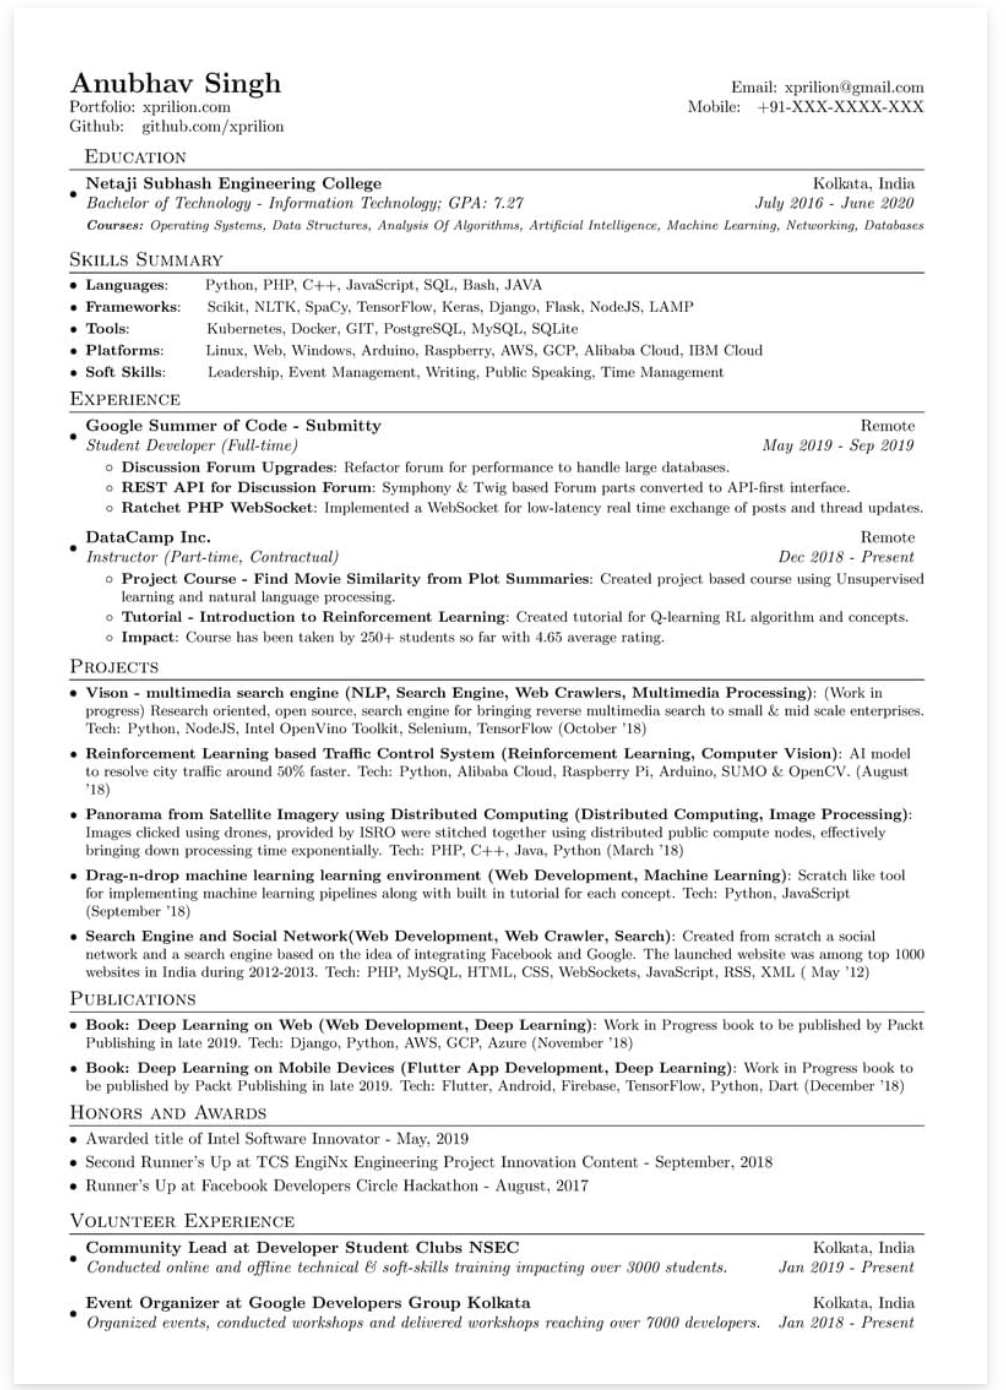 Anubhav Singh
Email: xprilion@gmail.com
Portfolio: xprilion.com
Mobile: +91-XXX-XXXX-XXX
Github: github.com/xprilion
Education
• Netaji Subhash Engineering College Kolkata, India
Bachelor of Technology - Information Technology; GPA: 7.27 July 2016 - June 2020
Courses: Operating Systems, Data Structures, Analysis Of Algorithms, Artificial Intelligence, Machine Learning, Networking, Databases
Skills Summary
• Languages: Python, PHP, C++, JavaScript, SQL, Bash, JAVA
• Frameworks: Scikit, NLTK, SpaCy, TensorFlow, Keras, Django, Flask, NodeJS, LAMP
• Tools: Kubernetes, Docker, GIT, PostgreSQL, MySQL, SQLite
• Platforms: Linux, Web, Windows, Arduino, Raspberry, AWS, GCP, Alibaba Cloud, IBM Cloud
• Soft Skills: Leadership, Event Management, Writing, Public Speaking, Time Management
Experience
• Google Summer of Code - Submitty Remote
Student Developer (Full-time) May 2019 - Sep 2019
◦ Discussion Forum Upgrades: Refactor forum for performance to handle large databases.
◦ REST API for Discussion Forum: Symphony & Twig based Forum parts converted to API-first interface.
◦ Ratchet PHP WebSocket: Implemented a WebSocket for low-latency real time exchange of posts and thread updates.
• DataCamp Inc. Remote
Instructor (Part-time, Contractual) Dec 2018 - Present
◦ Project Course - Find Movie Similarity from Plot Summaries: Created project based course using Unsupervised
learning and natural language processing.
◦ Tutorial - Introduction to Reinforcement Learning: Created tutorial for Q-learning RL algorithm and concepts.
◦ Impact: Course has been taken by 250+ students so far with 4.65 average rating.
Projects
• Vison - multimedia search engine (NLP, Search Engine, Web Crawlers, Multimedia Processing): (Work in
progress) Research oriented, open source, search engine for bringing reverse multimedia search to small & mid scale enterprises.
Tech: Python, NodeJS, Intel OpenVino Toolkit, Selenium, TensorFlow (October '18)
• Reinforcement Learning based Traffic Control System (Reinforcement Learning, Computer Vision): AI model
to resolve city traffic around 50% faster. Tech: Python, Alibaba Cloud, Raspberry Pi, Arduino, SUMO & OpenCV. (August
'18)
• Panorama from Satellite Imagery using Distributed Computing (Distributed Computing, Image Processing):
Images clicked using drones, provided by ISRO were stitched together using distributed public compute nodes, effectively
bringing down processing time exponentially. Tech: PHP, C++, Java, Python (March '18)
• Drag-n-drop machine learning learning environment (Web Development, Machine Learning): Scratch like tool
for implementing machine learning pipelines along with built in tutorial for each concept. Tech: Python, JavaScript
(September '18)
• Search Engine and Social Network(Web Development, Web Crawler, Search): Created from scratch a social
network and a search engine based on the idea of integrating Facebook and Google. The launched website was among top 1000
websites in India during 2012-2013. Tech: PHP, MySQL, HTML, CSS, WebSockets, JavaScript, RSS, XML ( May '12)
Publications
• Book: Deep Learning on Web (Web Development, Deep Learning): Work in Progress book to be published by Packt
Publishing in late 2019. Tech: Django, Python, AWS, GCP, Azure (November '18)
• Book: Deep Learning on Mobile Devices (Flutter App Development, Deep Learning): Work in Progress book to
be published by Packt Publishing in late 2019. Tech: Flutter, Android, Firebase, TensorFlow, Python, Dart (December '18)
Honors and Awards
• Awarded title of Intel Software Innovator - May, 2019
• Second Runner's Up at TCS EngiNx Engineering Project Innovation Content - September, 2018
• Runner's Up at Facebook Developers Circle Hackathon - August, 2017
Volunteer Experience
• Community Lead at Developer Student Clubs NSEC Kolkata, India
Conducted online and offline technical & soft-skills training impacting over 3000 students. Jan 2019 - Present
• Event Organizer at Google Developers Group Kolkata Kolkata, India
Organized events, conducted workshops and delivered workshops reaching over 7000 developers. Jan 2018 - Present